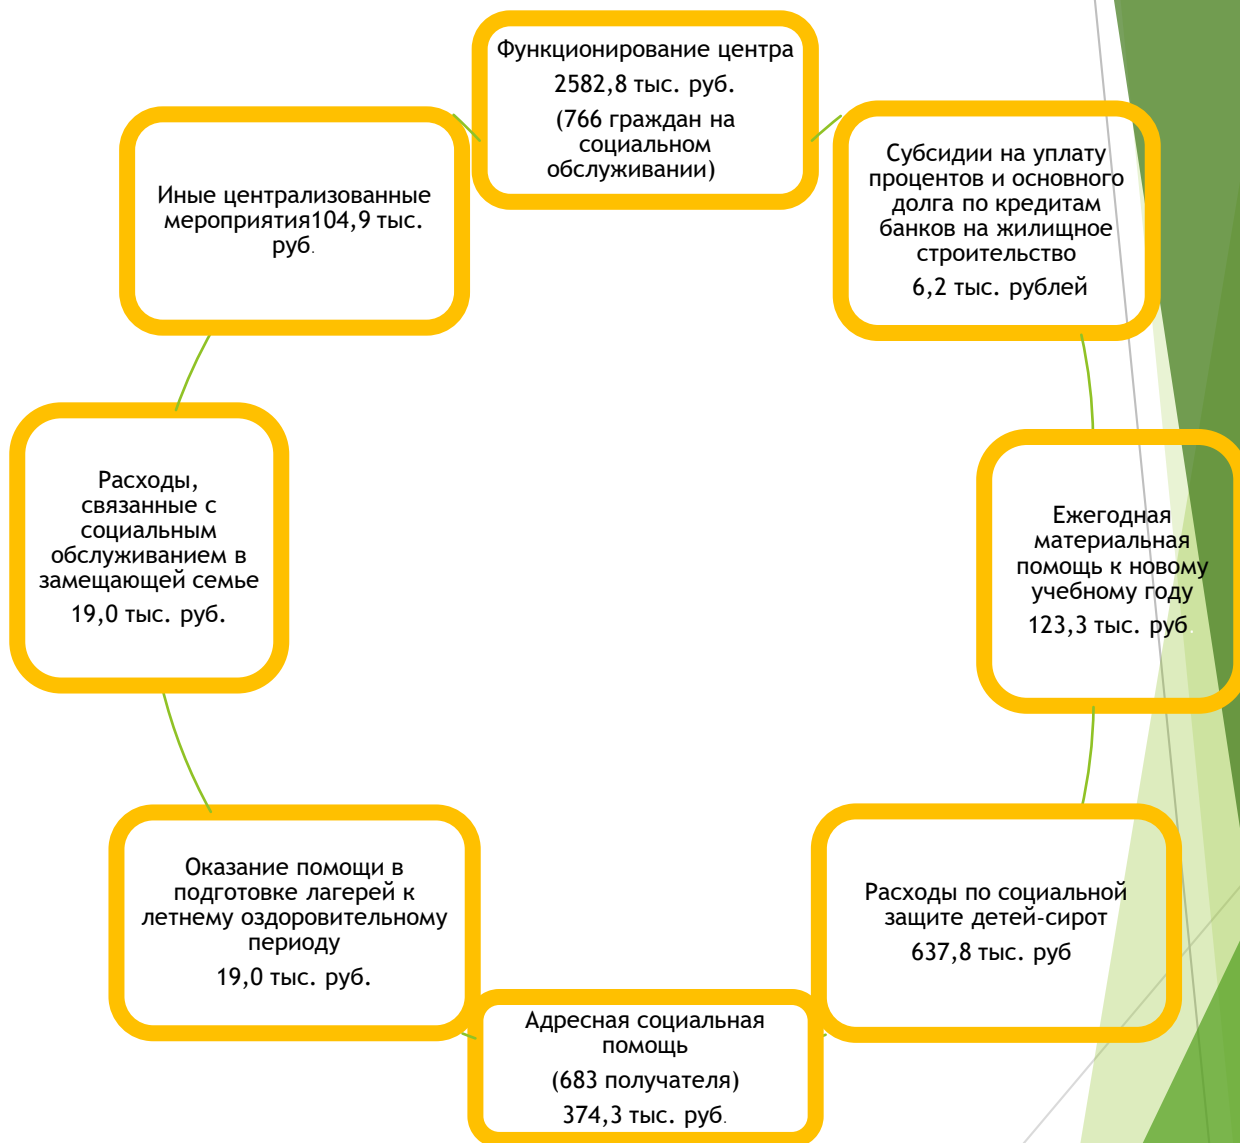 Функционирование центра
2582,8 тыс. руб.
(766 граждан на
социальном
обслуживании)
Субсидии на уплату
процентов и основного
долга по кредитам
банков на жилищное
строительство
6,2 тыс. рублей
Ежегодная
материальная
помощь к новому
учебному году
123,3 тыс. руб.
Расходы по социальной
защите детей-сирот
637,8 тыс. руб
Адресная социальная
помощь
(683 получателя)
374,3 тыс. руб.
Оказание помощи в
подготовке лагерей к
летнему оздоровительному
периоду
19,0 тыс. руб.
Расходы,
связанные с
социальным
обслуживанием в
замещающей семье
19,0 тыс. руб.
Иные централизованные
мероприятия104,9 тыс.
руб.